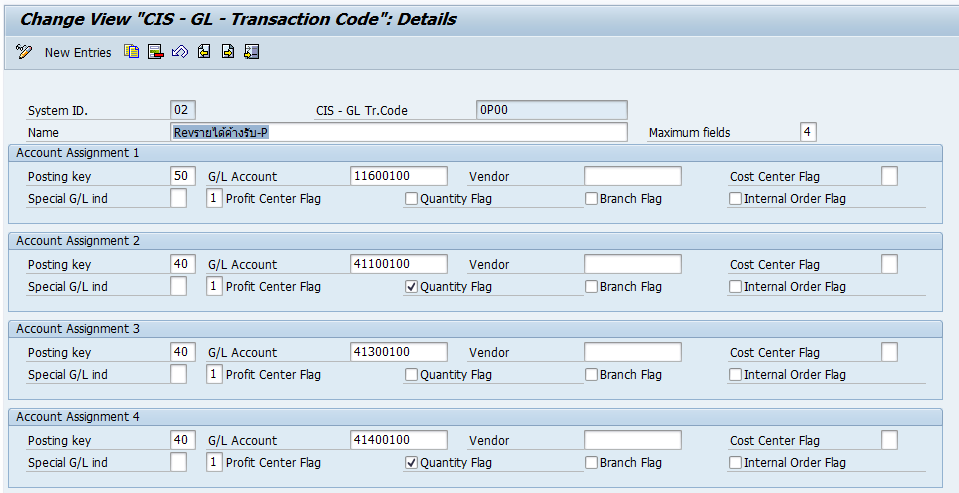 Change View "CIS - GL - Transaction Code": Details
New Entries
System ID. 02 CIS - GL Tr.Code 0P00
Name Revรายได้ค้างรับ-P Maximum fields 4
Account Assignment 1
Posting key 50 G/L Account 11600100 Vendor Cost Center Flag
Special G/L ind 1 Profit Center Flag Quantity Flag Branch Flag Internal Order Flag
Account Assignment 2
Posting key 40 G/L Account 41100100 Vendor Cost Center Flag
Special G/L ind 1 Profit Center Flag Quantity Flag Branch Flag Internal Order Flag
Account Assignment 3
Posting key 40 G/L Account 41300100 Vendor Cost Center Flag
Special G/L ind 1 Profit Center Flag Quantity Flag Branch Flag Internal Order Flag
Account Assignment 4
Posting key 40 G/L Account 41400100 Vendor Cost Center Flag
Special G/L ind 1 Profit Center Flag Quantity Flag Branch Flag Internal Order Flag